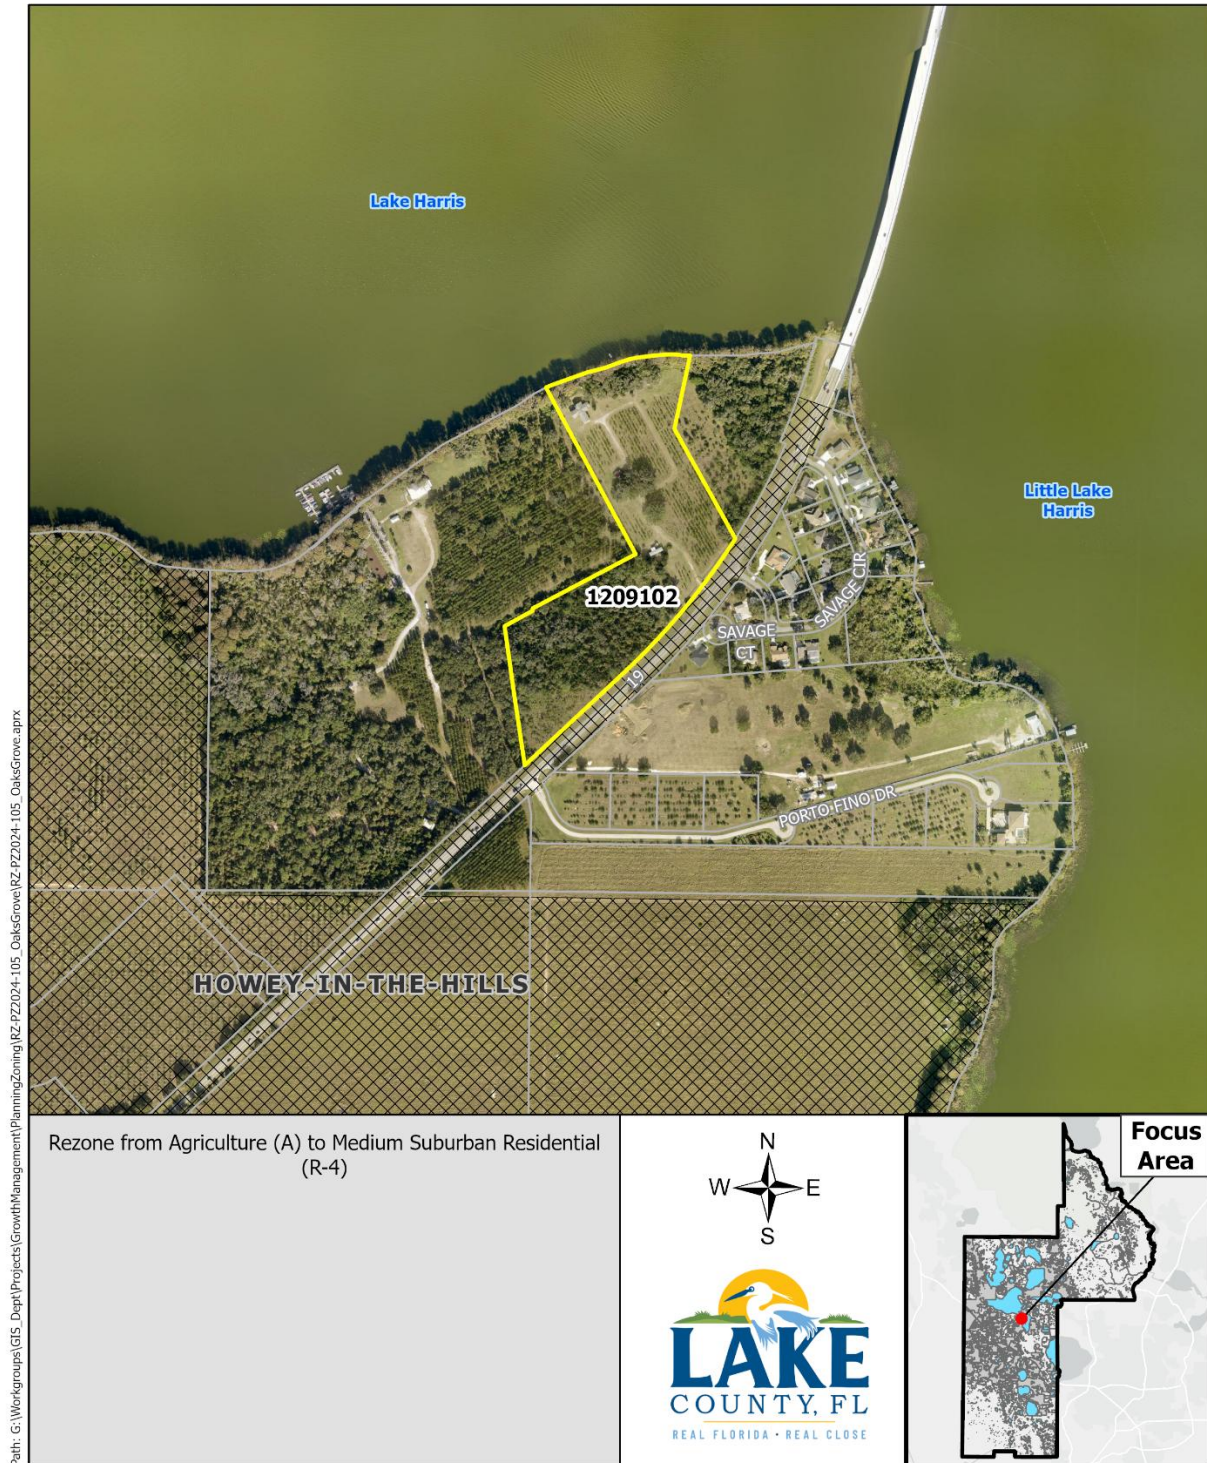 Lake Harris
Little Lake
Harris
1209102
SAVAGE CIR
SAVAGE
CT
19
PORTO FINO DR
HOWEY-IN-THE-HILLS
Path: G:\Workgroups\GIS_Dept\Projects\GrowthManagement\PlanningZoning\RZ-PZ2024-105_OaksGrove\RZ-PZ2024-105_OaksGrove.aprx
Rezone from Agriculture (A) to Medium Suburban Residential
(R-4)
N
W E
S
LAKE
COUNTY, FL
REAL FLORIDA • REAL CLOSE
Focus
Area